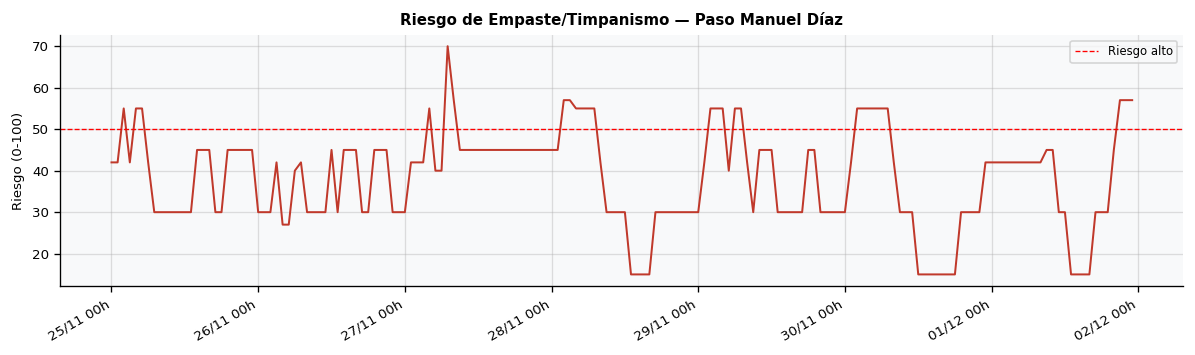 Riesgo de Empaste/Timpanismo — Paso Manuel Díaz
Riesgo alto
Riesgo (0-100)
70
60
50
40
30
20
25/11 00h
26/11 00h
27/11 00h
28/11 00h
29/11 00h
30/11 00h
01/12 00h
02/12 00h